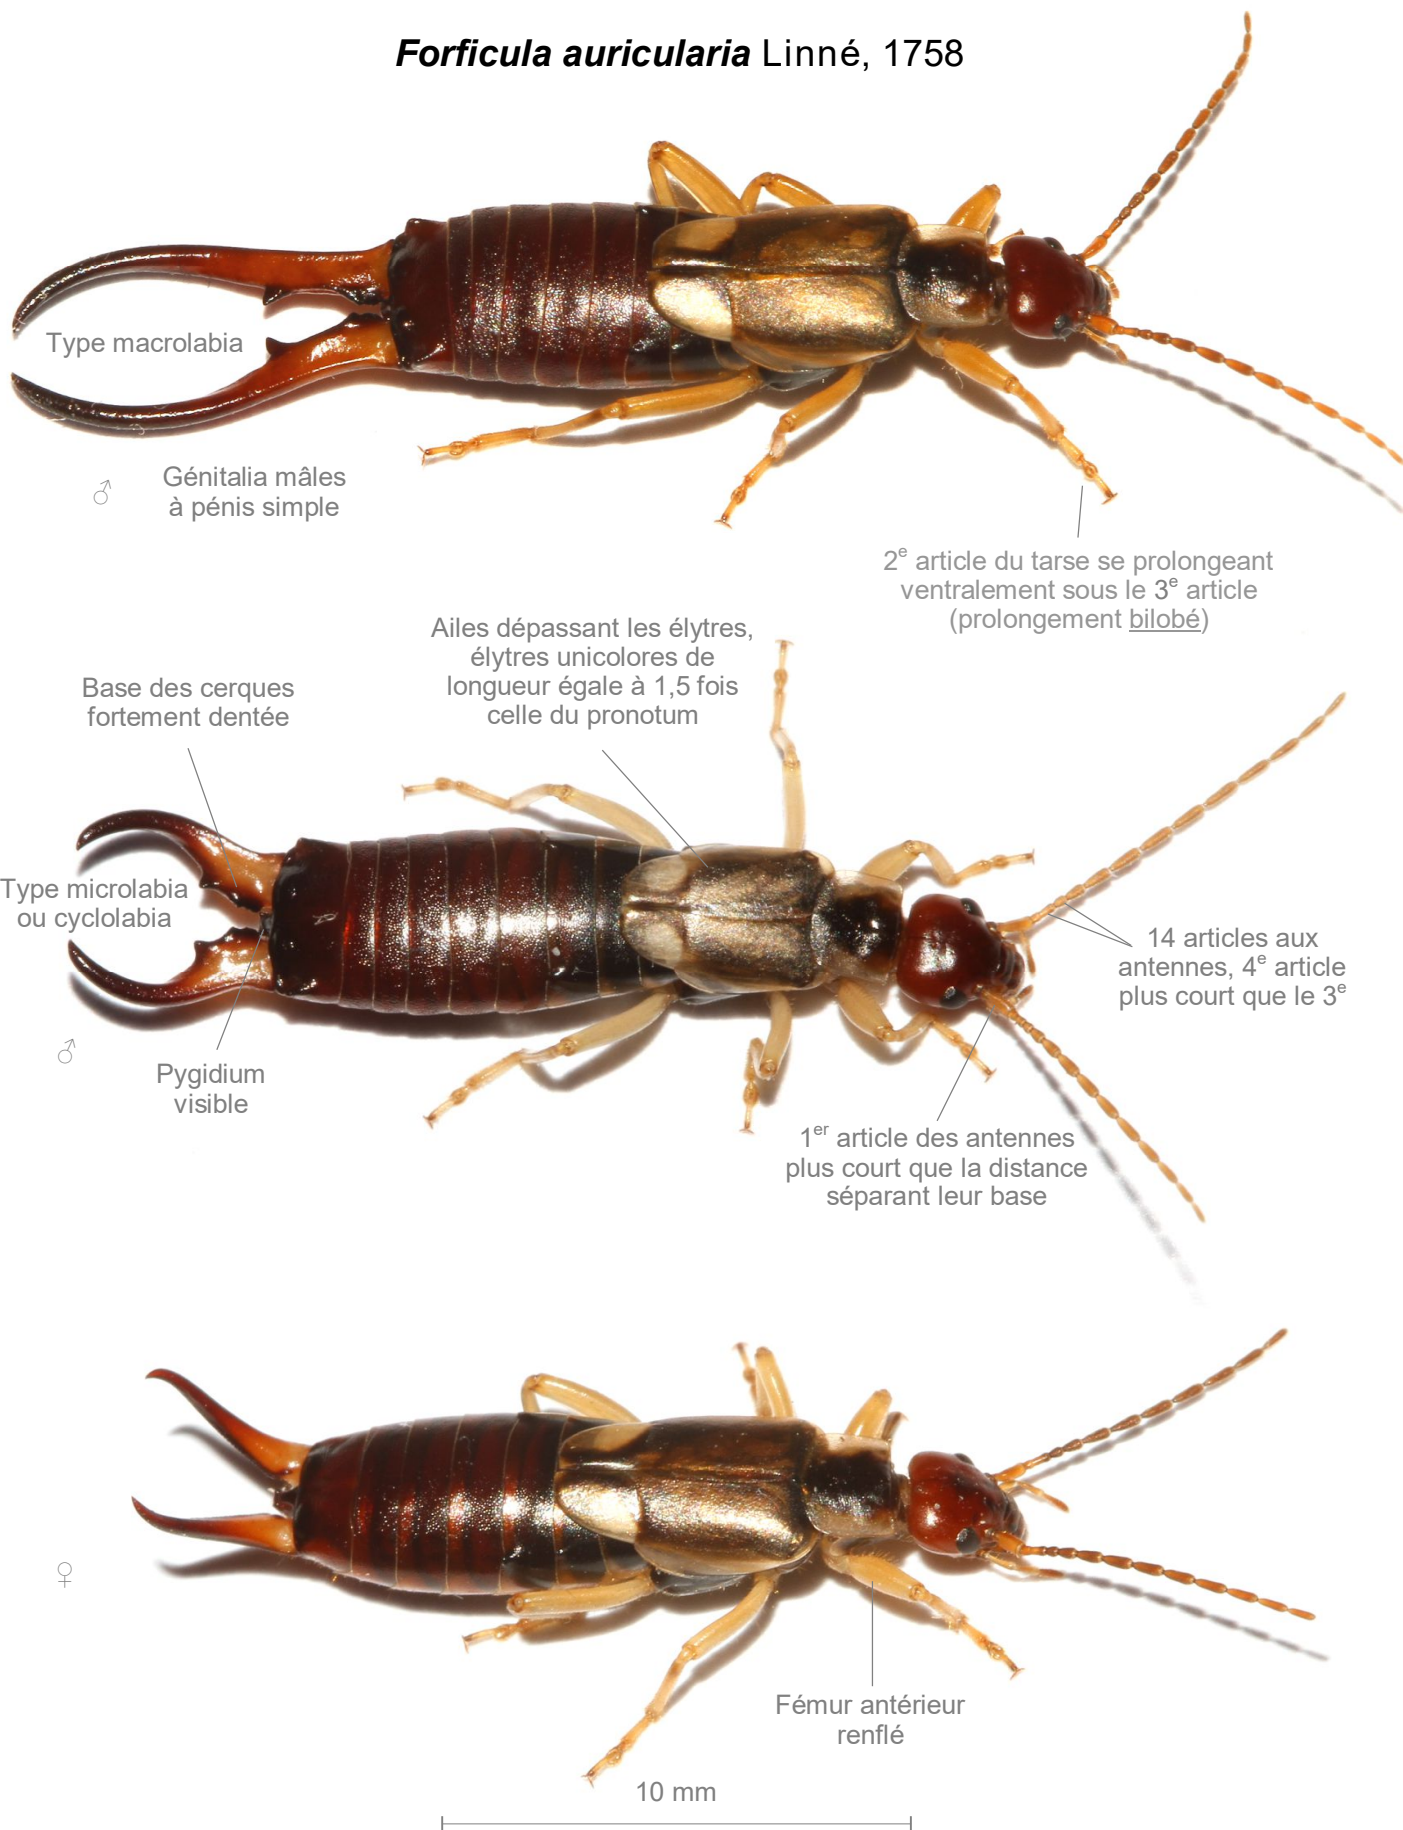 Forficula auricularia Linné, 1758
Type macrolabia
♂
Génitalia mâles
à pénis simple
2e article du tarse se prolongeant
ventralement sous le 3e article
(prolongement bilobé)
Ailes dépassant les élytres,
élytres unicolores de
longueur égale à 1,5 fois
celle du pronotum
Base des cerques
fortement dentée
Type microlabia
ou cyclolabia
14 articles aux
antennes, 4e article
plus court que le 3e
♂
Pygidium
visible
1er article des antennes
plus court que la distance
séparant leur base
♀
Fémur antérieur
renflé
10 mm